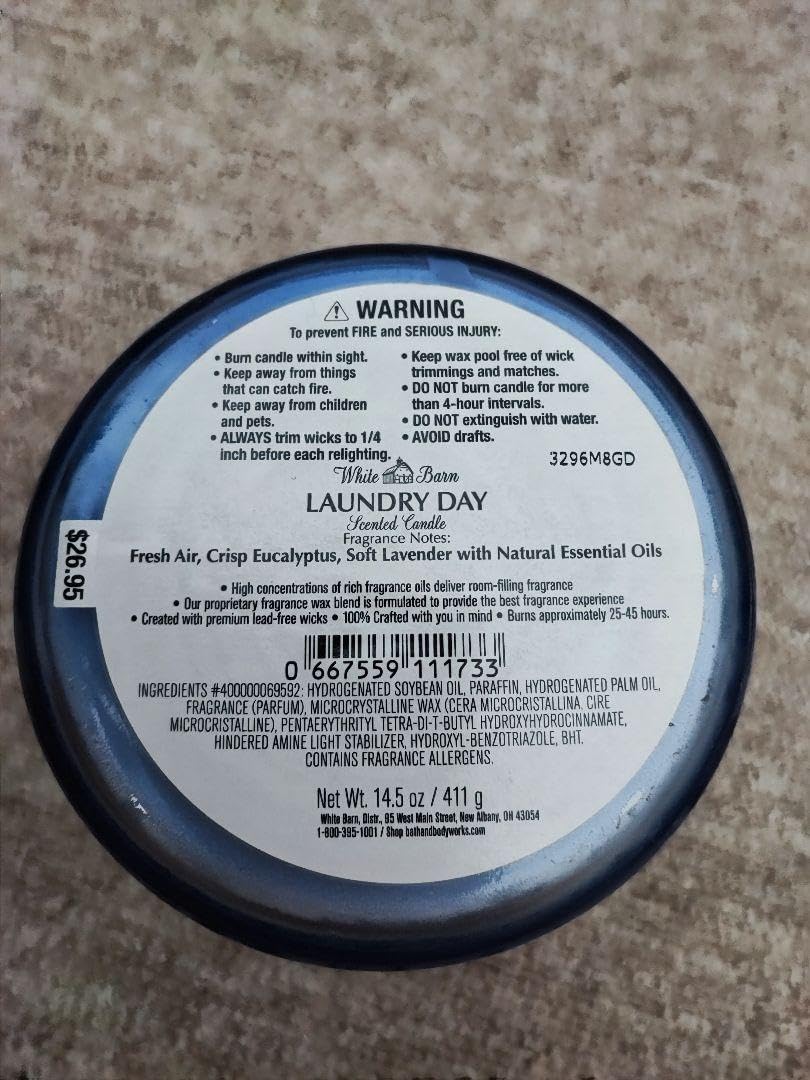 WARNING
To prevent FIRE and SERIOUS INJURY:
• Burn candle within sight.
• Keep away from things
that can catch fire.
• Keep away from children
and pets.
• ALWAYS trim wicks to 1/4
inch before each relighting.
• Keep wax pool free of wick
trimmings and matches.
• DO NOT burn candle for more
than 4-hour intervals.
• DO NOT extinguish with water.
• AVOID drafts.
3296M8GD
White Barn
LAUNDRY DAY
Scented Candle
Fragrance Notes:
Fresh Air, Crisp Eucalyptus, Soft Lavender with Natural Essential Oils
$26.95
• High concentrations of rich fragrance oils deliver room-filling fragrance
• Our proprietary fragrance wax blend is formulated to provide the best fragrance experience
• Created with premium lead-free wicks • 100% Crafted with you in mind • Burns approximately 25-45 hours.
0 667559 111733
INGREDIENTS #400000069592: HYDROGENATED SOYBEAN OIL, PARAFFIN, HYDROGENATED PALM OIL,
FRAGRANCE (PARFUM), MICROCRYSTALLINE WAX (CERA MICROCRISTALLINA, CIRE
MICROCRISTALLINE), PENTAERYTHRITYL TETRA-DI-T-BUTYL HYDROXYHYDROCINNAMATE,
HINDERED AMINE LIGHT STABILIZER, HYDROXYL-BENZOTRIAZOLE, BHT.
CONTAINS FRAGRANCE ALLERGENS.
Net Wt. 14.5 oz / 411 g
White Barn, Distr., 95 West Main Street, New Albany, OH 43054
1-800-395-1001 / Shop bathandbodyworks.com